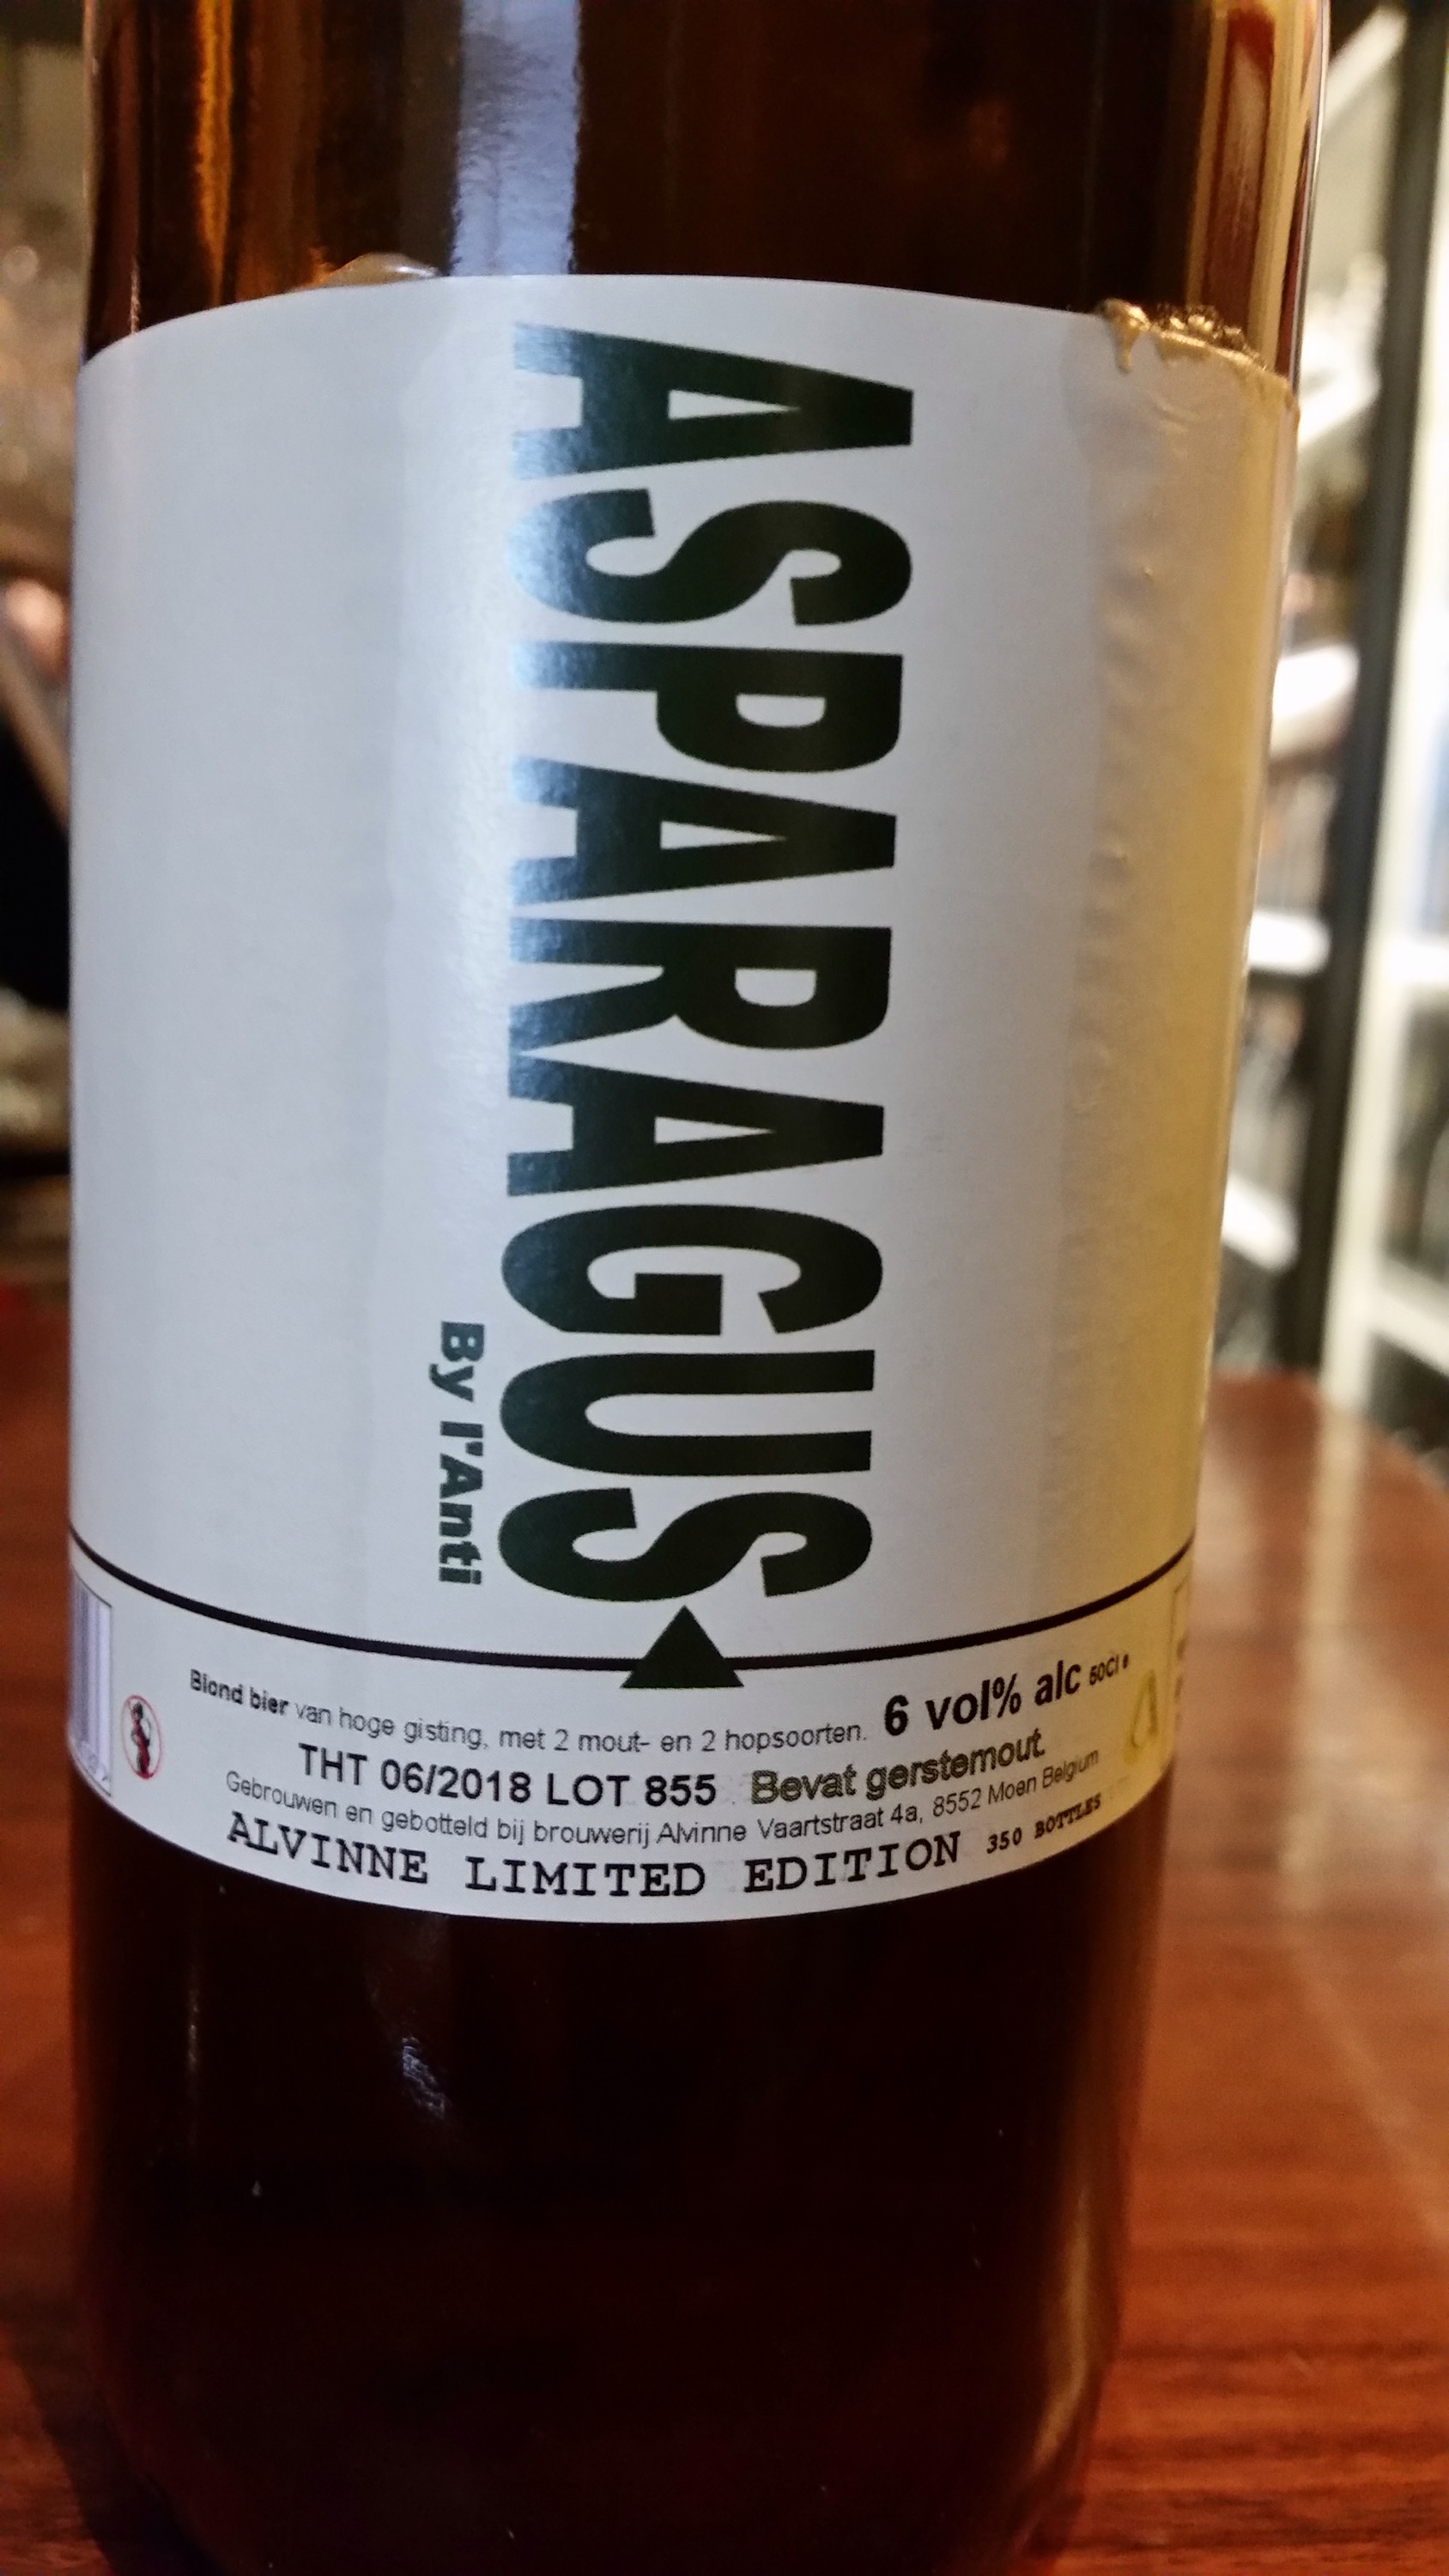 ASPARAGUS
By l'Anti
Blond bier van hoge gisting, met 2 mout- en 2 hopsoorten. 6 vol% alc 50Cl e
THT 06/2018 LOT 855 Bevat gerstemout.
Gebrouwen en gebotteld bij brouwerij Alvinne Vaartstraat 4a, 8552 Moen Belgium
ALVINNE LIMITED EDITION 350 BOTTLES